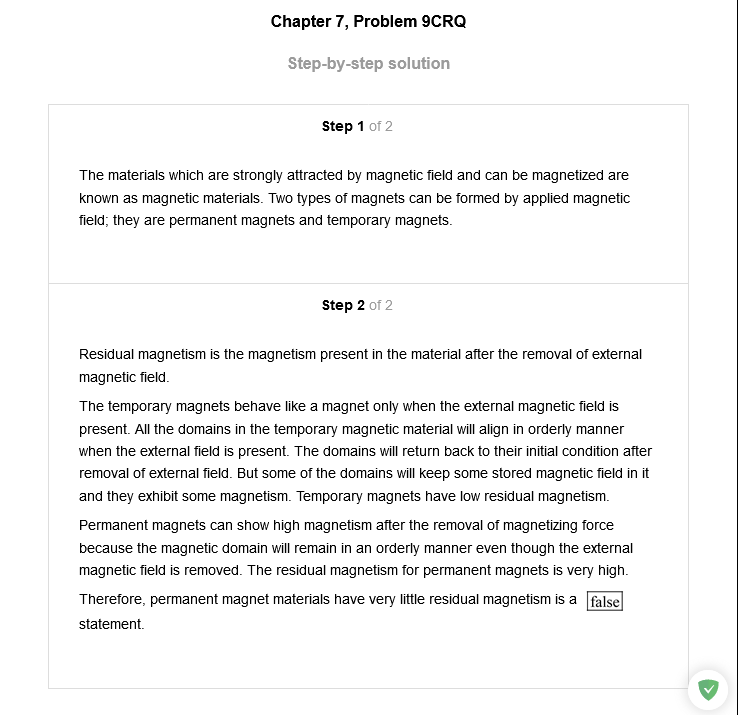 Chapter 7, Problem 9CRQ
Step-by-step solution
Step 1 of 2
The materials which are strongly attracted by magnetic field and can be magnetized are
known as magnetic materials. Two types of magnets can be formed by applied magnetic
field; they are permanent magnets and temporary magnets.
Step 2 of 2
Residual magnetism is the magnetism present in the material after the removal of external
magnetic field.
The temporary magnets behave like a magnet only when the external magnetic field is
present. All the domains in the temporary magnetic material will align in orderly manner
when the external field is present. The domains will return back to their initial condition after
removal of external field. But some of the domains will keep some stored magnetic field in it
and they exhibit some magnetism. Temporary magnets have low residual magnetism.
Permanent magnets can show high magnetism after the removal of magnetizing force
because the magnetic domain will remain in an orderly manner even though the external
magnetic field is removed. The residual magnetism for permanent magnets is very high.
Therefore, permanent magnet materials have very little residual magnetism is a false
statement.